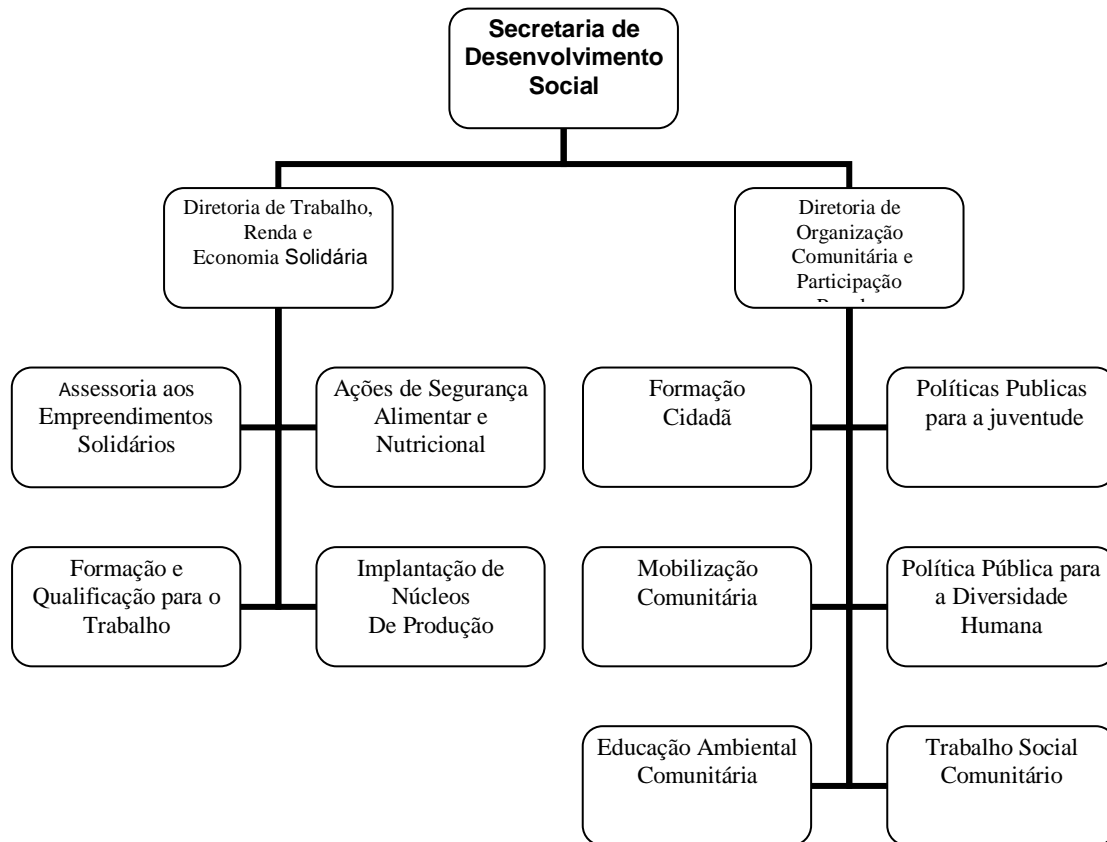 Secretaria de
Desenvolvimento
Social
Diretoria de Trabalho,
Renda e
Economia Solidária
Diretoria de
Organização
Comunitária e
Participação
Assessoria aos
Empreendimentos
Solidários
Ações de Segurança
Alimentar e
Nutricional
Formação
Cidadã
Políticas Publicas
para a juventude
Formação e
Qualificação para o
Trabalho
Implantação de
Núcleos
De Produção
Mobilização
Comunitária
Política Pública para
a Diversidade
Humana
Educação Ambiental
Comunitária
Trabalho Social
Comunitário